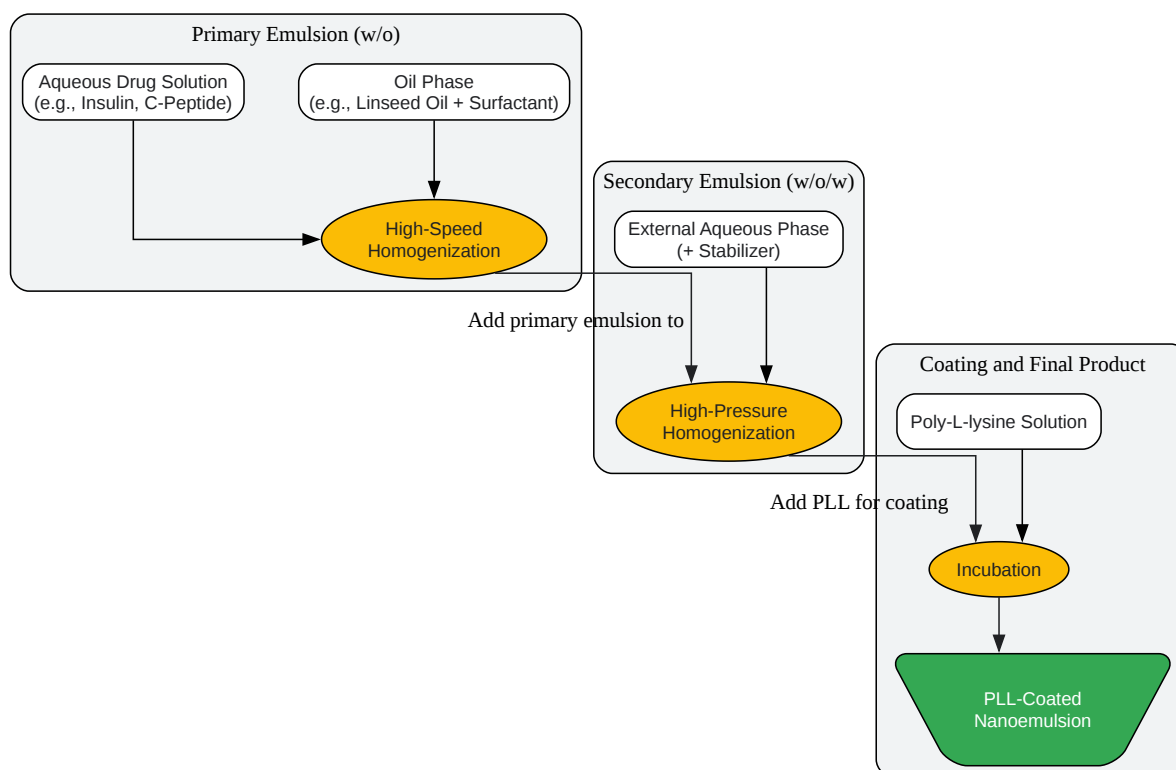 Primary Emulsion (w/o)
Aqueous Drug Solution
(e.g., Insulin, C-Peptide)
Oil Phase
(e.g., Linseed Oil + Surfactant)
High-Speed
Homogenization
Secondary Emulsion (w/o/w)
External Aqueous Phase
(+ Stabilizer)
Add primary emulsion to
High-Pressure
Homogenization
Coating and Final Product
Poly-L-lysine Solution
Add PLL for coating
Incubation
PLL-Coated
Nanoemulsion